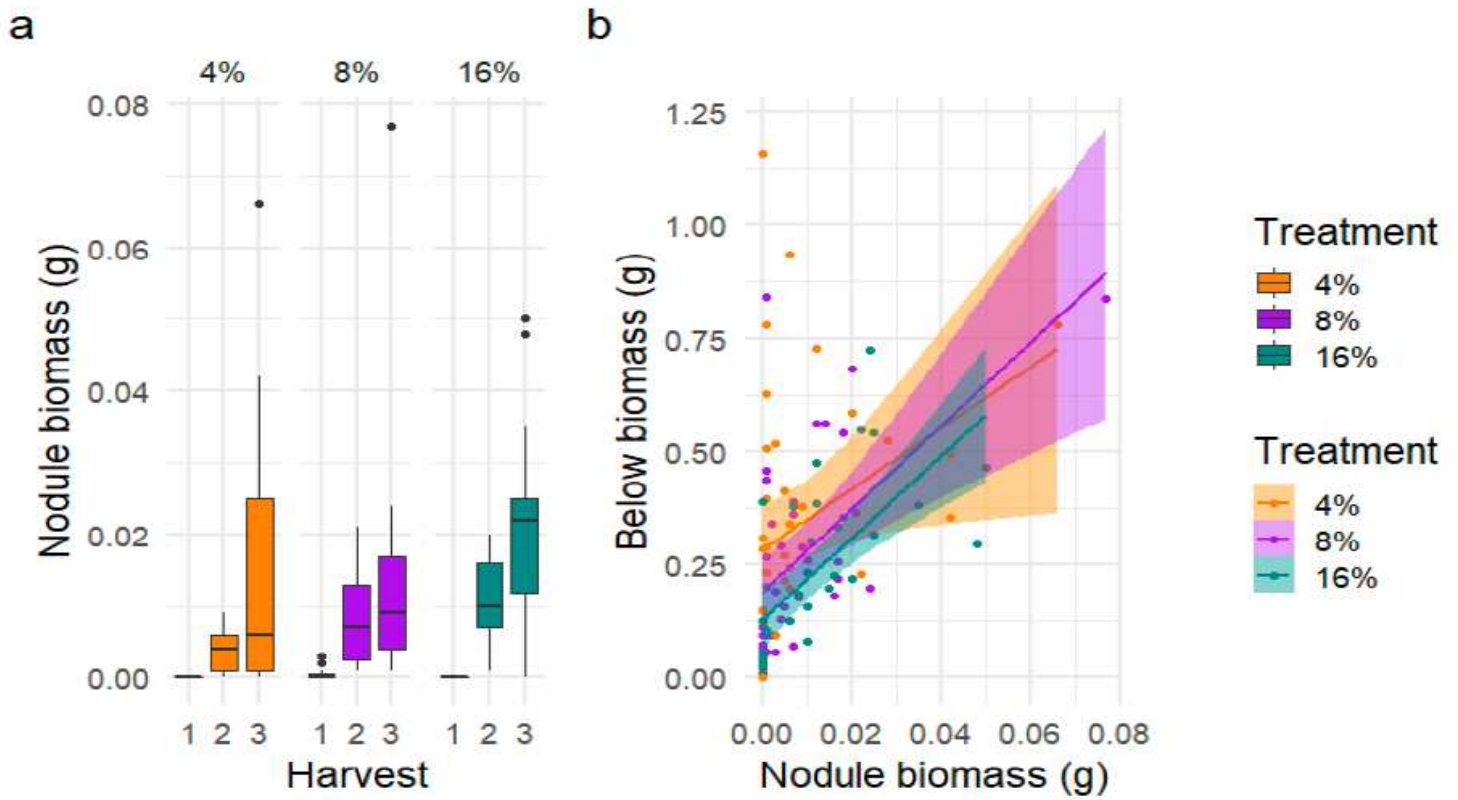 a
4% 8% 16%
0.08
0.06
0.04
0.02
0.00
Nodule biomass (g)
1 2 3 1 2 3 1 2 3
Harvest
b
1.25
1.00
0.75
0.50
0.25
0.00
Below biomass (g)
0.00 0.02 0.04 0.06 0.08
Nodule biomass (g)
Treatment
4%
8%
16%
Treatment
4%
8%
16%